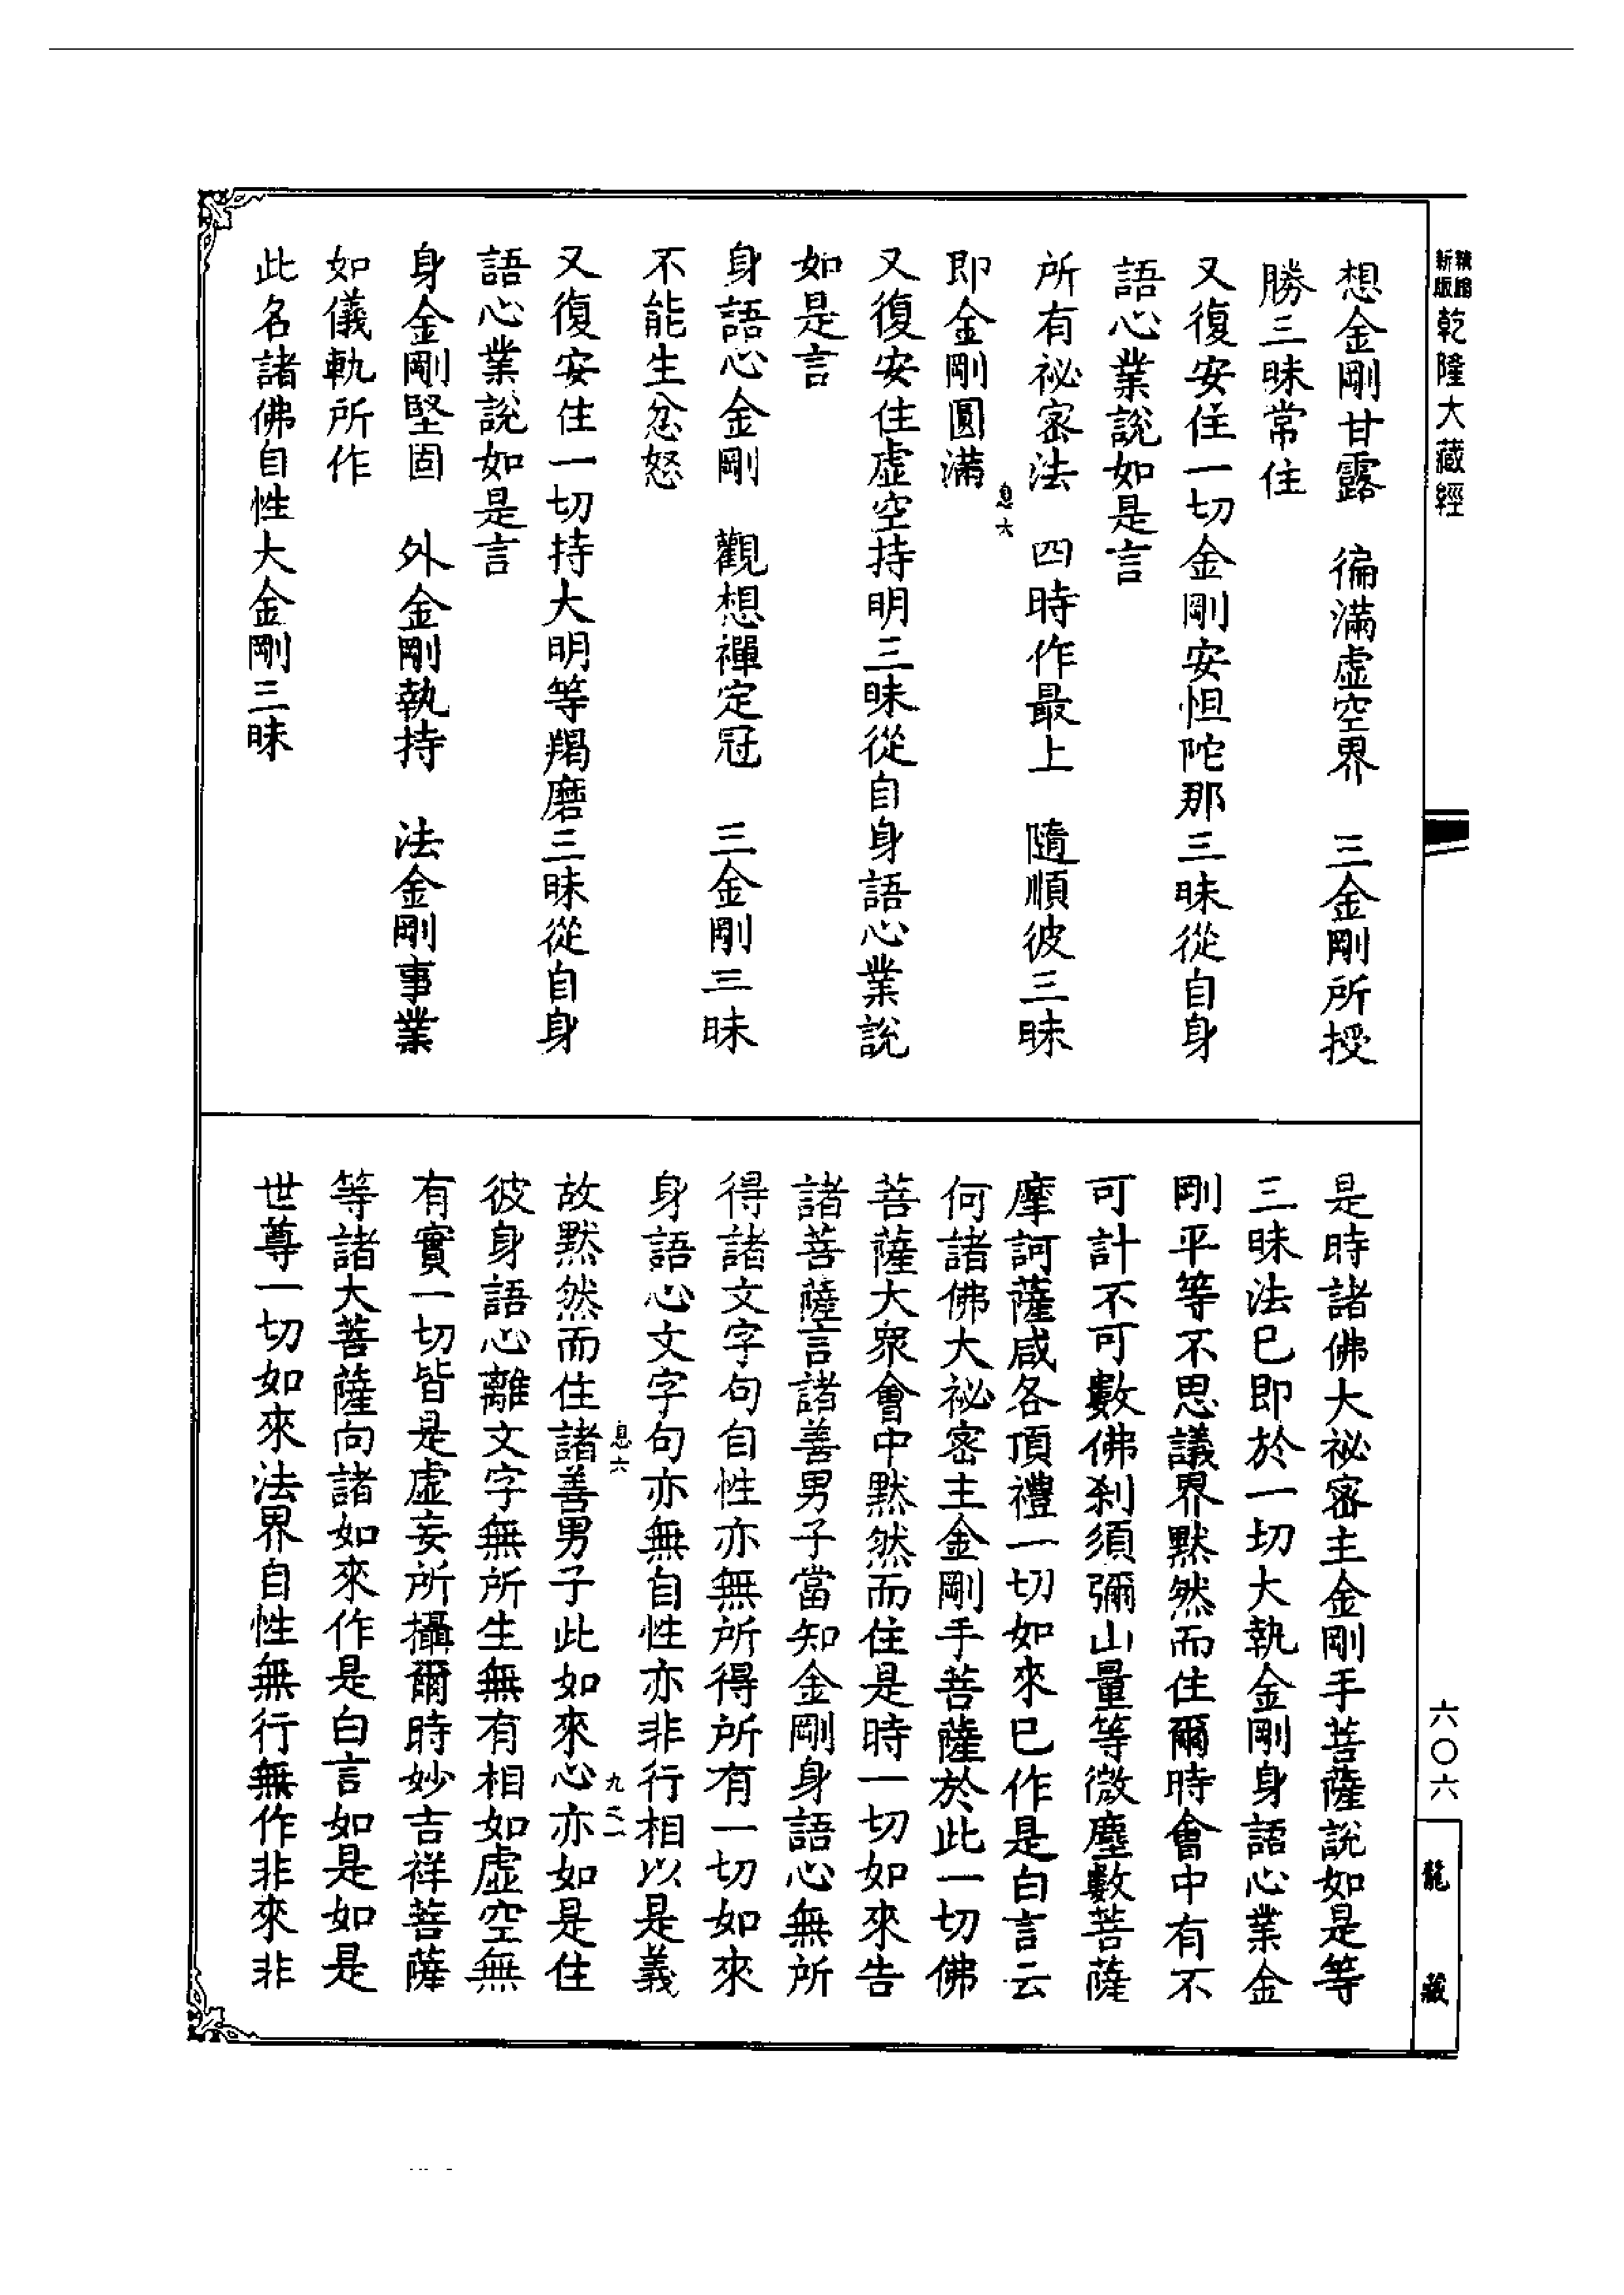 新版
乾隆大藏經
想金剛甘露　徧滿虛空界　三金剛所授
勝三昧常住
又復安住一切金剛安怛陀那三昧從自身
語心業說如是言
所有祕密法　四時作最上　隨順彼三昧
即金剛圓滿
息六
又復安住虛空持明三昧從自身語心業說
如是言
身語心金剛　觀想禪定冠　三金剛三昧
不能生忿怒
又復安住一切持大明等羯磨三昧從自身
語心業說如是言
身金剛堅固　外金剛執持　法金剛事業
如儀軌所作
此名諸佛自性大金剛三昧
是時諸佛大祕密主金剛手菩薩說如是等
三昧法已即於一切大執金剛身語心業金
剛平等不思議界默然而住爾時會中有不
可計不可數佛剎須彌山量等微塵數菩薩
摩訶薩咸各頂禮一切如來已作是白言云
何諸佛大祕密主金剛手菩薩於此一切佛
菩薩大衆會中默然而住是時一切如來告
諸菩薩言諸善男子當知金剛身語心無所
得諸文字句自性亦無所得所有一切如來
身語心文字句亦無自性亦非行相以是義
息六
九之一
故默然而住諸善男子此如來心亦如是住
彼身語心離文字無所生無有相如虛空無
有實一切皆是虛妄所攝爾時妙吉祥菩薩
等諸大菩薩向諸如來作是白言如是如是
世尊一切如來法界自性無行無作非來非
六〇六
龍藏